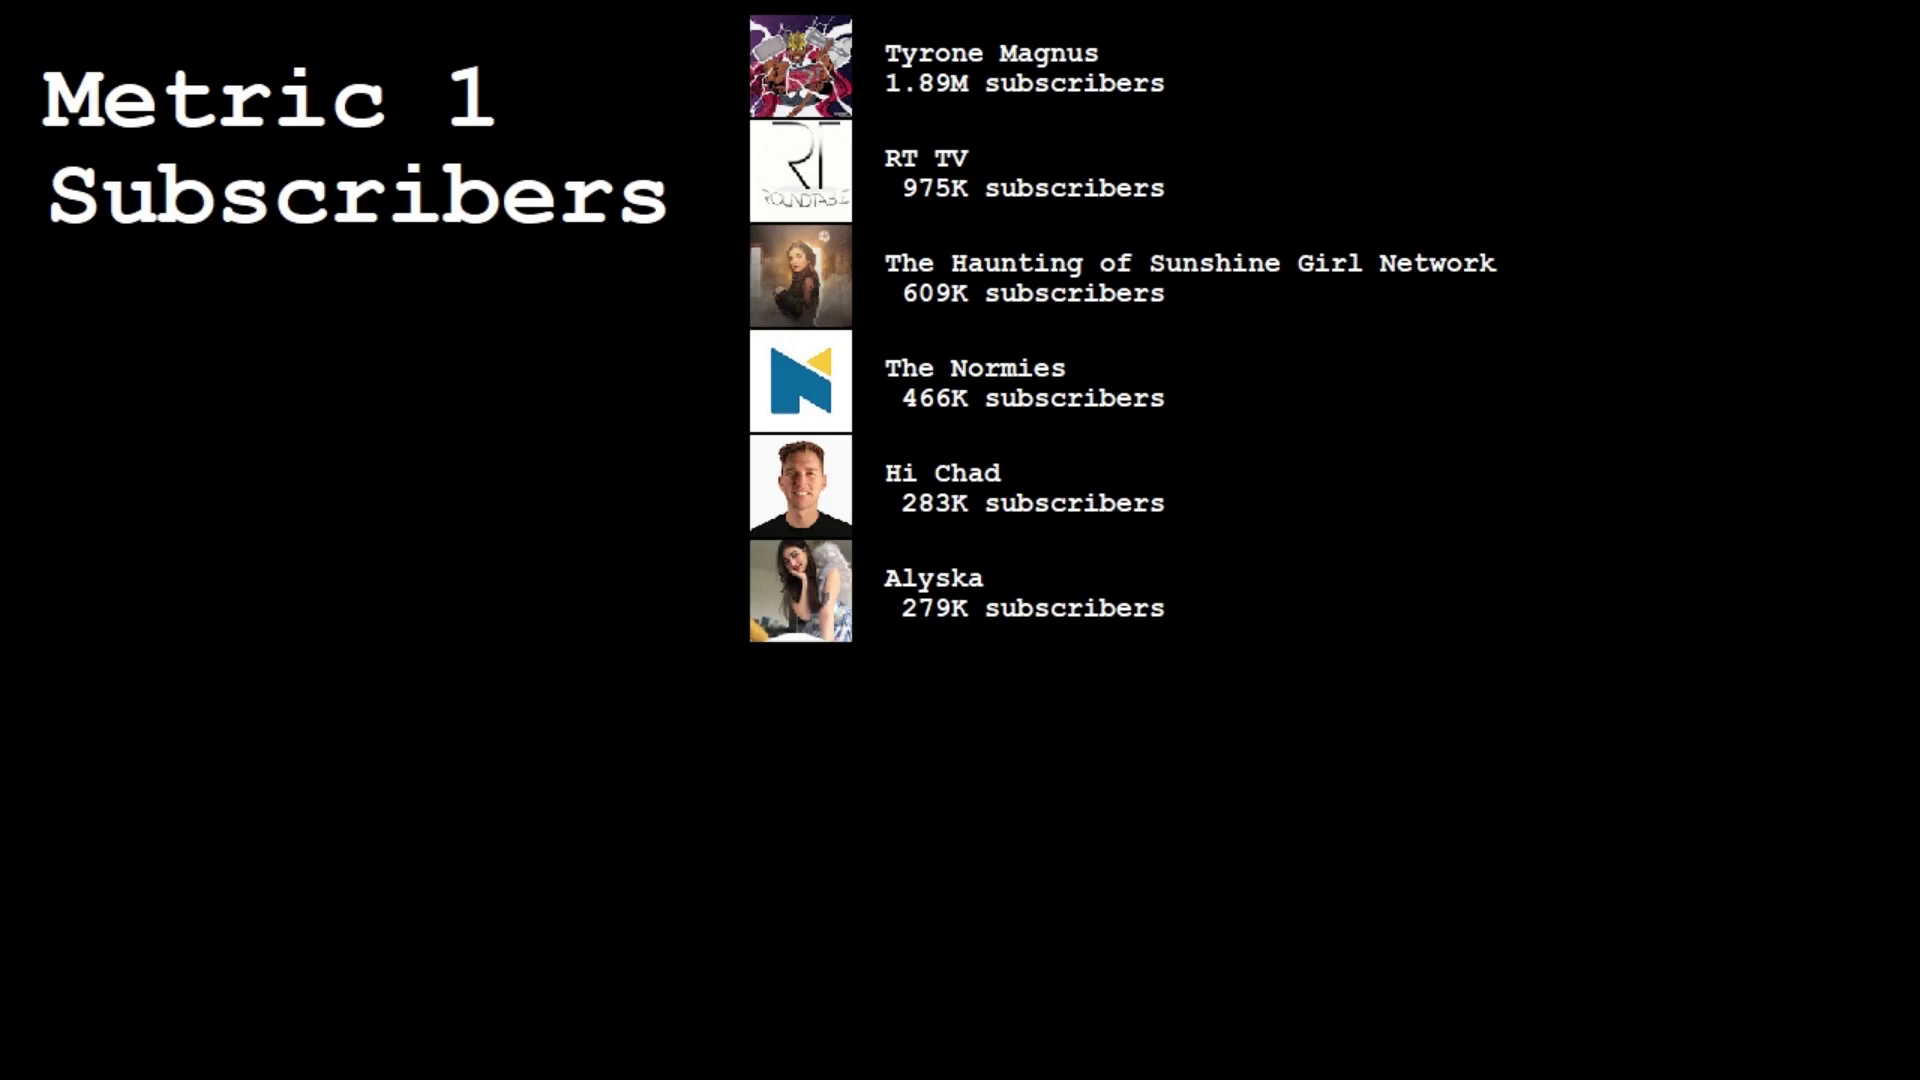 Metric 1
Subscribers
Tyrone Magnus
1.89M subscribers
RT
ROUNDTABLE
RT TV
975K subscribers
The Haunting of Sunshine Girl Network
609K subscribers
The Normies
466K subscribers
Hi Chad
283K subscribers
Alyska
279K subscribers